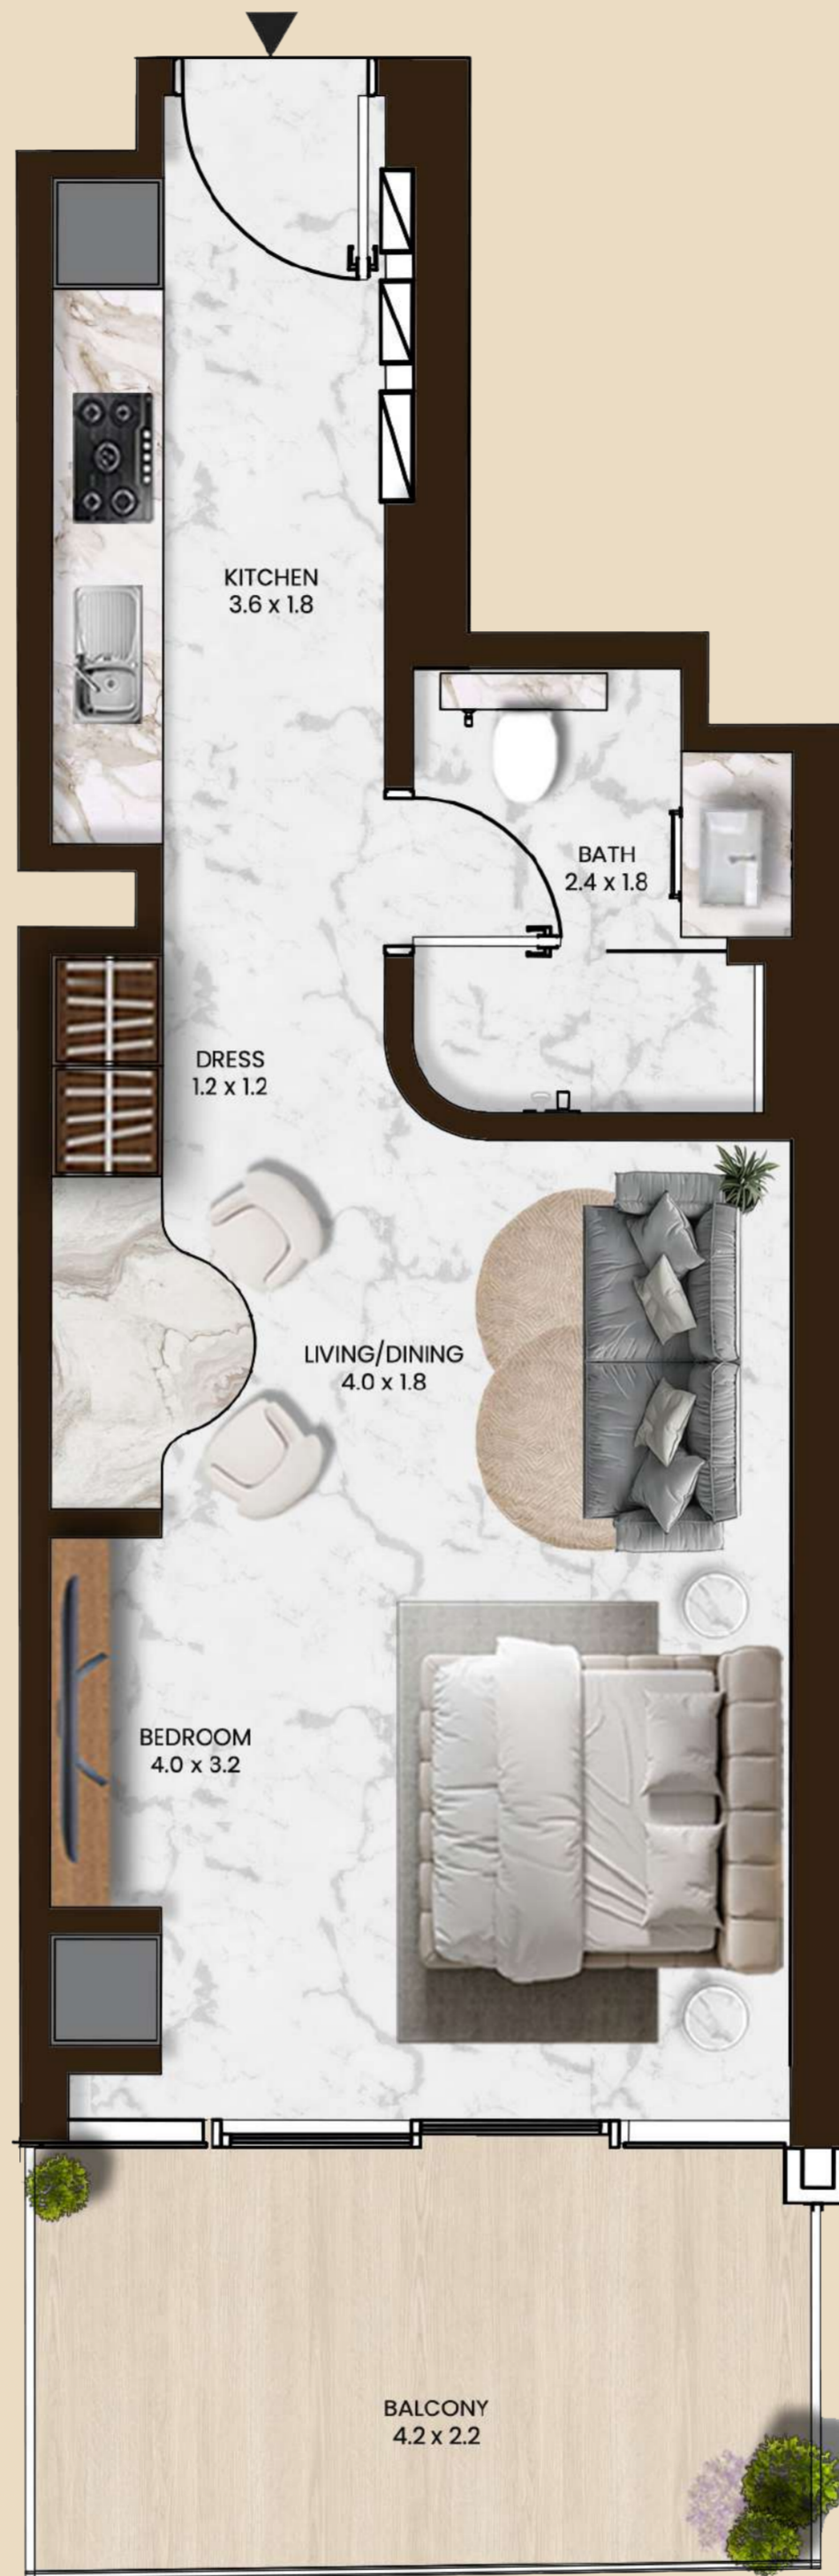 KITCHEN
3.6 x 1.8
BATH
2.4 x 1.8
DRESS
1.2 x 1.2
LIVING/DINING
4.0 x 1.8
BEDROOM
4.0 x 3.2
BALCONY
4.2 x 2.2